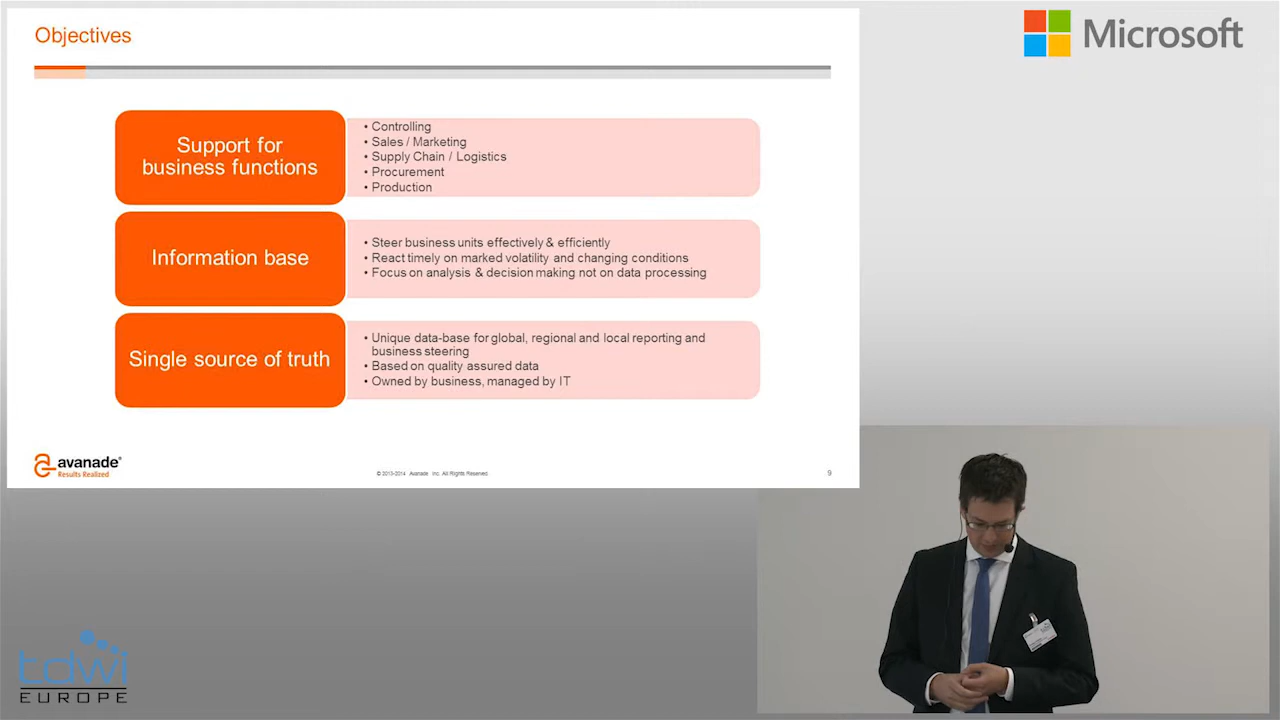 Objectives
Microsoft
Support for
business functions
• Controlling
• Sales / Marketing
• Supply Chain / Logistics
• Procurement
• Production
Information base
• Steer business units effectively & efficiently
• React timely on marked volatility and changing conditions
• Focus on analysis & decision making not on data processing
Single source of truth
• Unique data-base for global, regional and local reporting and
business steering
• Based on quality assured data
• Owned by business, managed by IT
avanade®
Results Realized
© 2013-2014 Avanade Inc. All Rights Reserved.
9
tdwi
EUROPE